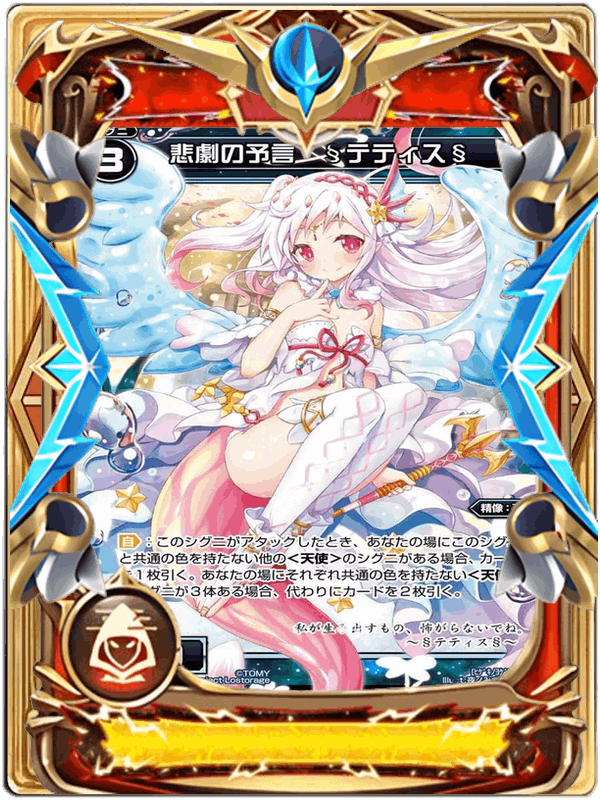 3
悲劇の予言 §テティス§
精像:
自:このシグニがアタックしたとき、あなたの場にこのシグ
と共通の色を持たない他の<天使>のシグニがある場合、カー
1枚引く。あなたの場にそれぞれ共通の色を持たない<天使
グニが3体ある場合、代わりにカードを2枚引く。
私が生み出すもの、怖がらないでね。
~§テティス§~
©TOMY
ject Lostorage